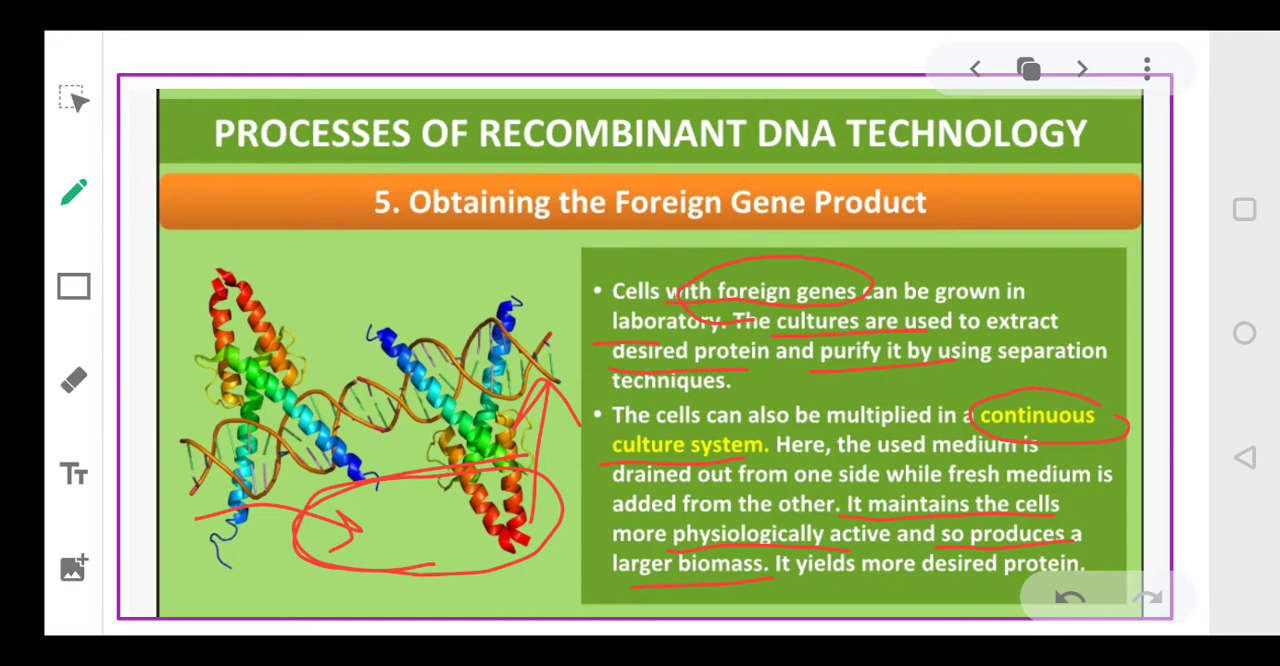 PROCESSES OF RECOMBINANT DNA TECHNOLOGY
5. Obtaining the Foreign Gene Product
• Cells with foreign genes can be grown in
laboratory. The cultures are used to extract
desired protein and purify it by using separation
techniques.
• The cells can also be multiplied in a continuous
culture system. Here, the used medium is
drained out from one side while fresh medium is
added from the other. It maintains the cells
more physiologically active and so produces a
larger biomass. It yields more desired protein.
TT